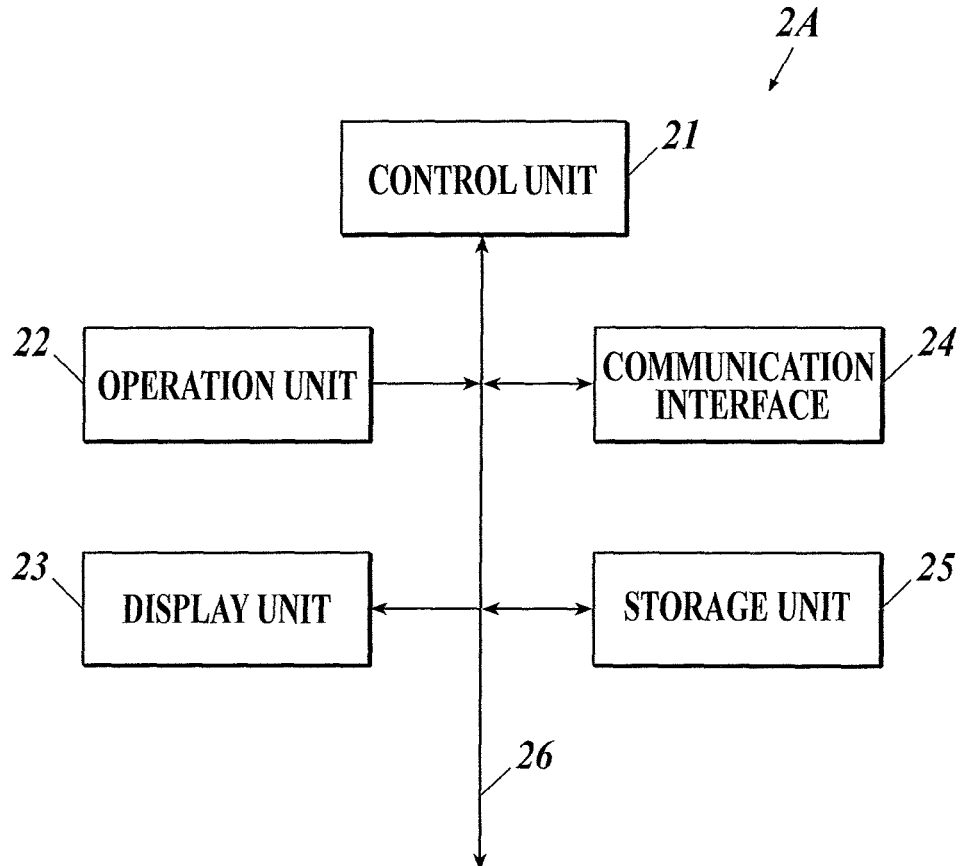 2A
21
CONTROL UNIT
22
OPERATION UNIT
24
COMMUNICATION
INTERFACE
23
DISPLAY UNIT
25
STORAGE UNIT
26